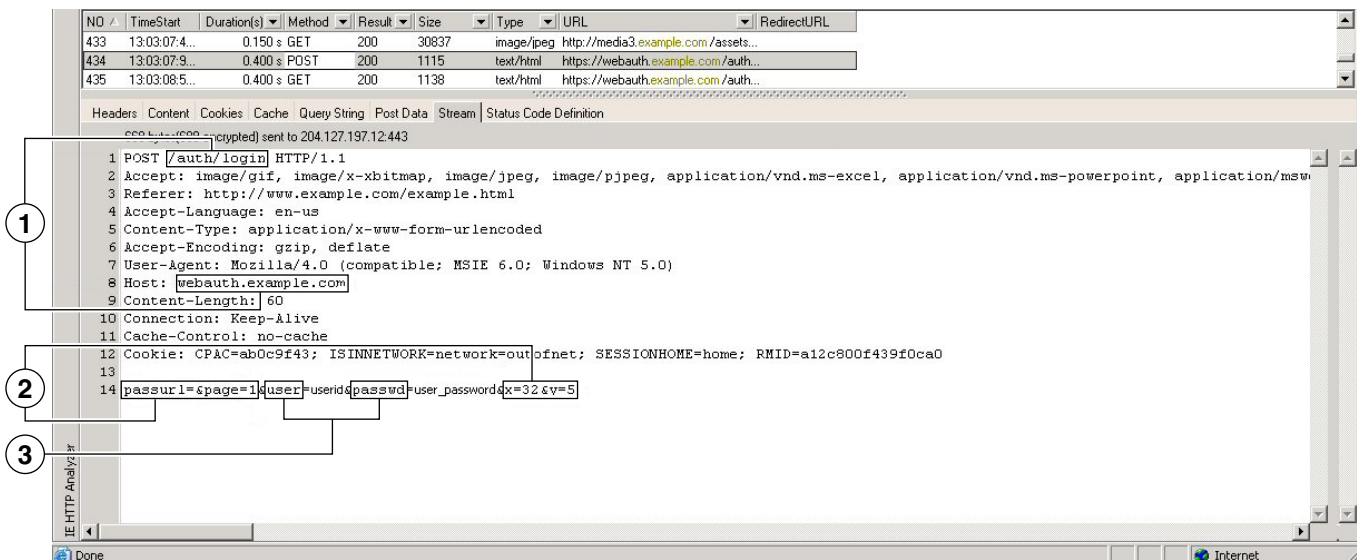 NO TimeStart Duration(s) Method Result Size Type URL RedirectURL
433 13:03:07:4... 0.150 s GET 200 30837 image/jpeg http://media3.example.com/assets...
434 13:03:07:9... 0.400 s POST 200 1115 text/html https://webauth.example.com/auth...
435 13:03:08:5... 0.400 s GET 200 1138 text/html https://webauth.example.com/auth...
Headers Content Cookies Cache Query String Post Data Stream Status Code Definition
encrypted) sent to 204.127.197.12:443
1 POST /auth/login HTTP/1.1
2 Accept: image/gif, image/x-xbitmap, image/jpeg, image/pjpeg, application/vnd.ms-excel, application/vnd.ms-powerpoint, application/msw
3 Referer: http://www.example.com/example.html
4 Accept-Language: en-us
5 Content-Type: application/x-www-form-urlencoded
6 Accept-Encoding: gzip, deflate
7 User-Agent: Mozilla/4.0 (compatible; MSIE 6.0; Windows NT 5.0)
8 Host: webauth.example.com
9 Content-Length: 60
10 Connection: Keep-Alive
11 Cache-Control: no-cache
12 Cookie: CPAC=ab0c9f43; ISINNETWORK=network=outofnet; SESSIONHOME=home; RMID=a12c800f439f0ca0
13
14 passurl=&page=1&user=userid&passwd=user_password&x=32&v=5
1
2
3
IE HTTP Analyzer
Done
Internet